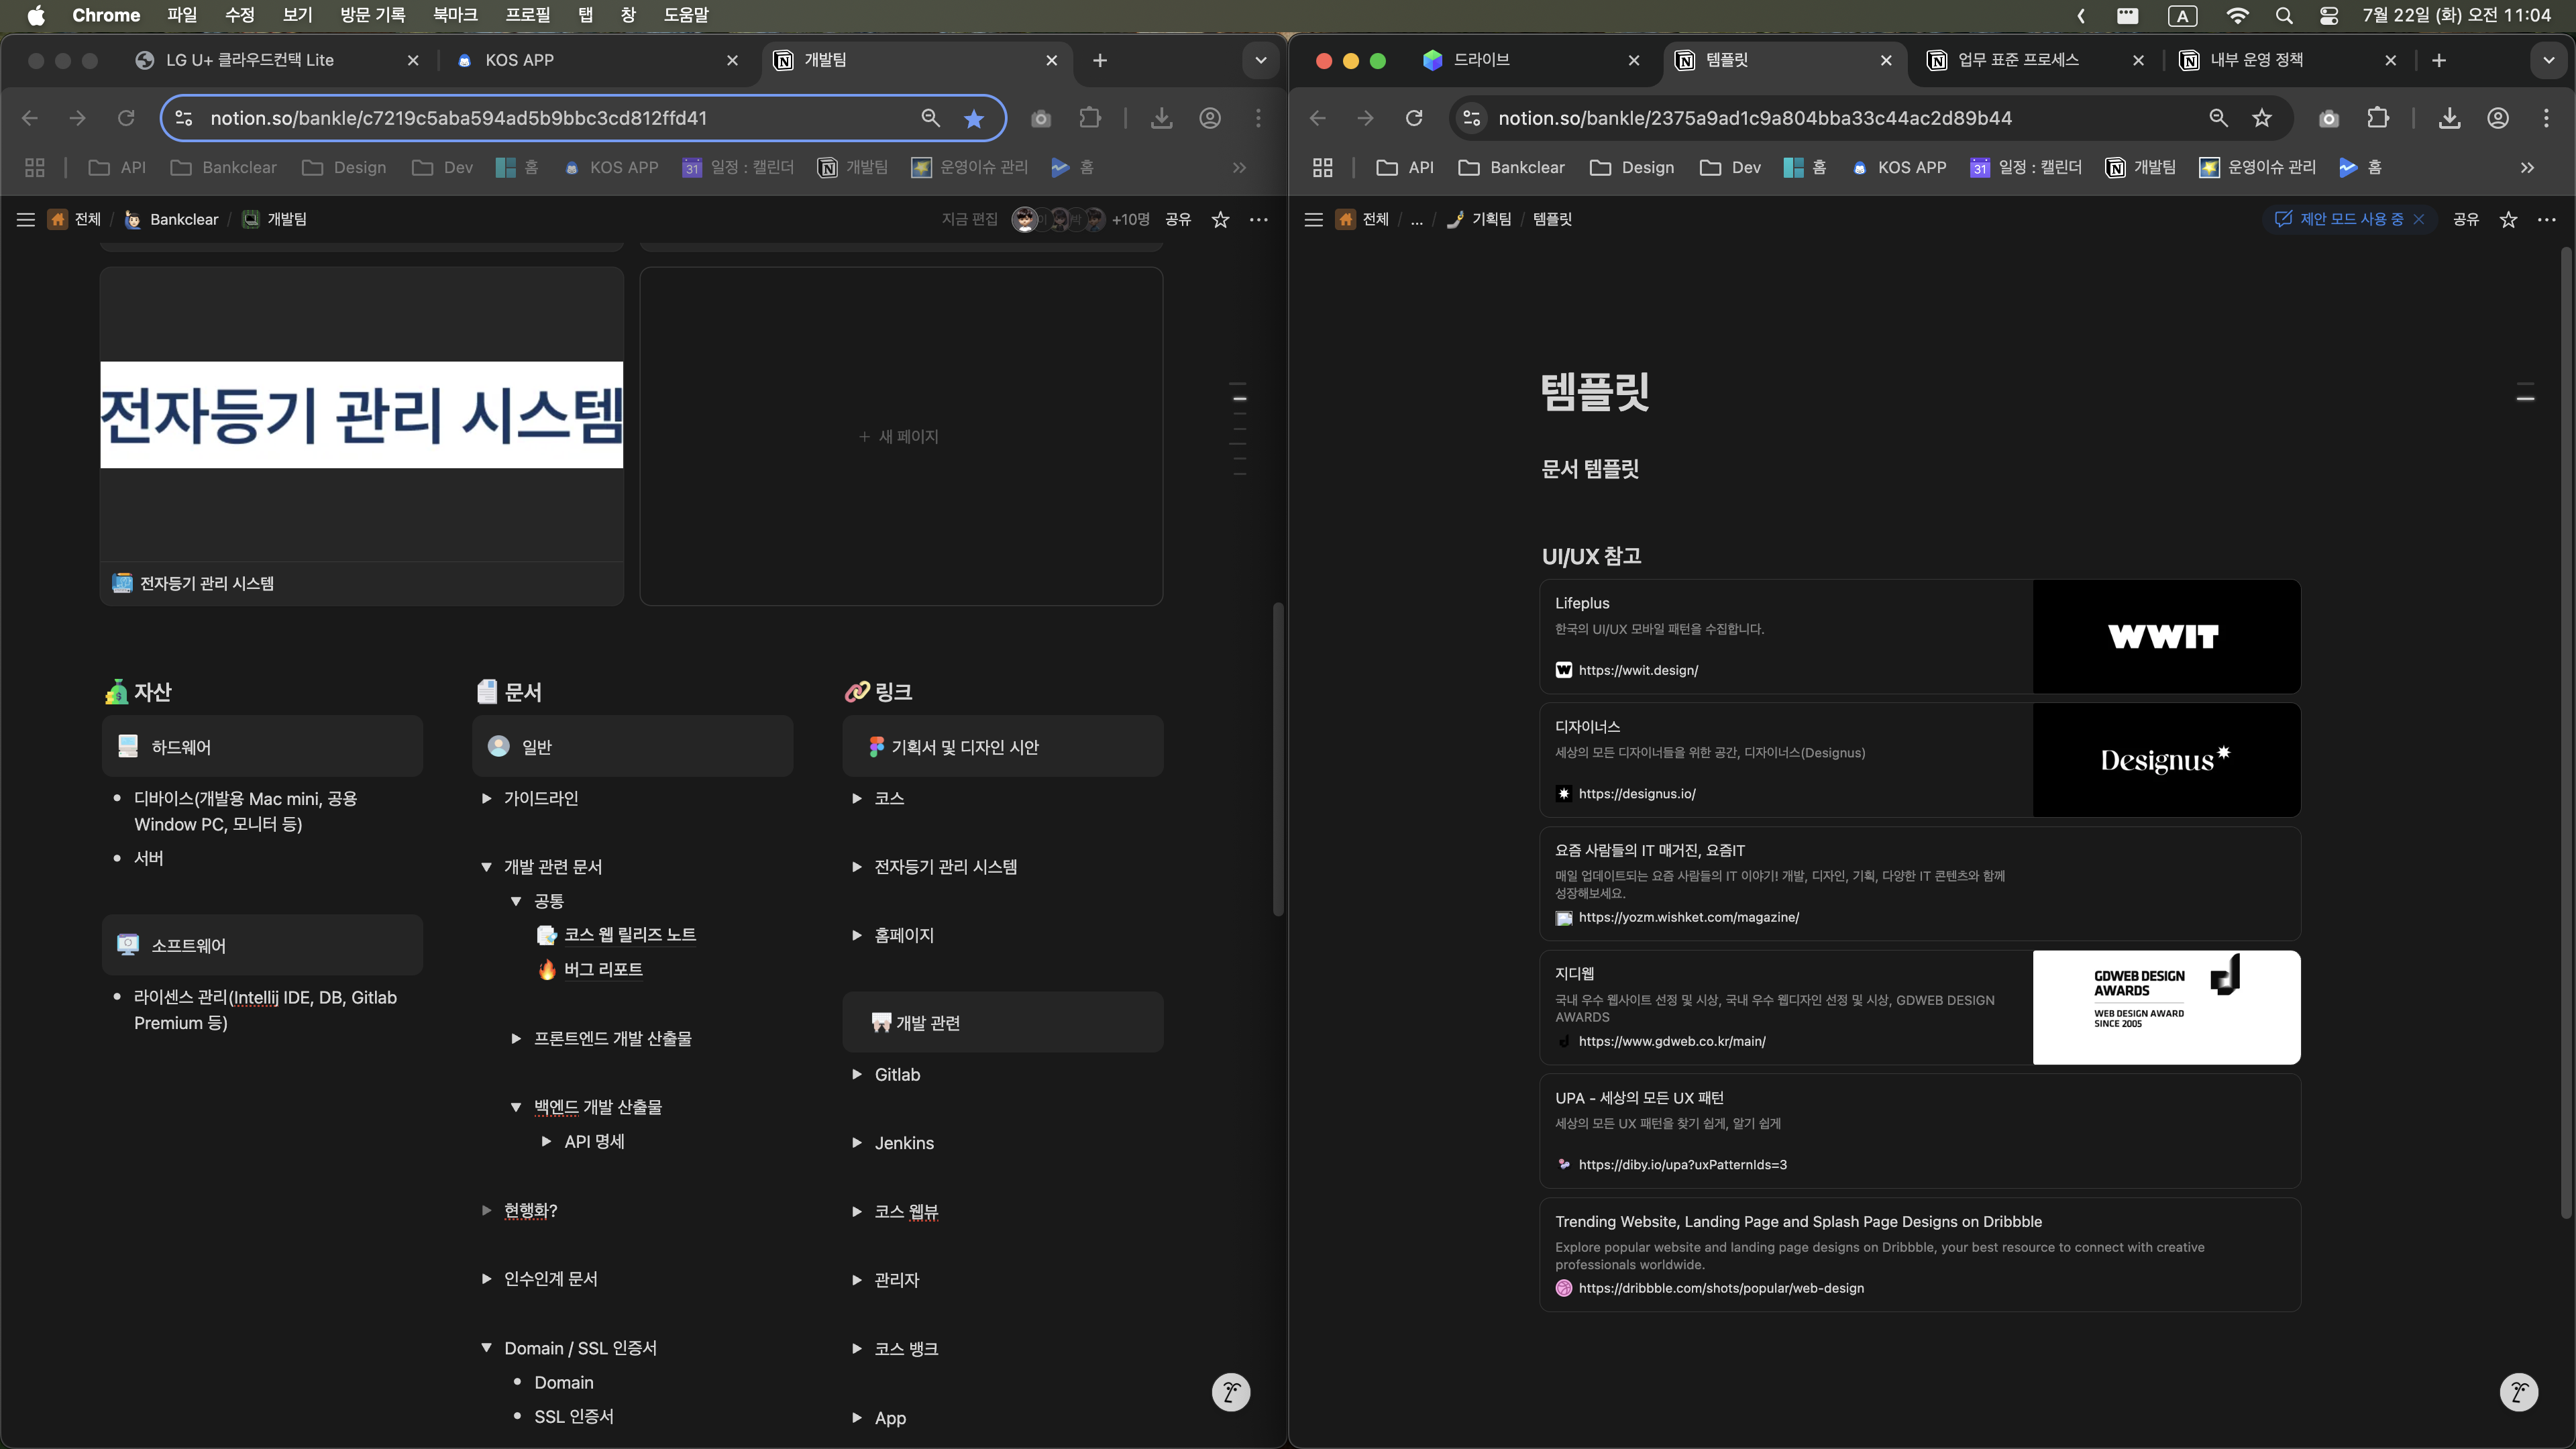 Chrome 파일 수정 보기 방문 기록 북마크 프로필 탭 창 도움말
A 7월 22일 (화) 오전 11:04
LG U+ 클라우드컨택 Lite
KOS APP
개발팀
notion.so/bankle/c7219c5aba594ad5b9bbc3cd812ffd41
API Bankclear Design Dev 홈 KOS APP 31 일정 : 캘린더 개발팀 운영이슈 관리 홈
전체 / Bankclear / 개발팀
지금 편집 +10명 공유
전자등기 관리 시스템
전자등기 관리 시스템
+ 새 페이지
자산
하드웨어
• 디바이스(개발용 Mac mini, 공용
Window PC, 모니터 등)
• 서버
소프트웨어
• 라이센스 관리(Intellij IDE, DB, Gitlab
Premium 등)
문서
일반
가이드라인
개발 관련 문서
공통
코스 웹 릴리즈 노트
버그 리포트
프론트엔드 개발 산출물
백엔드 개발 산출물
API 명세
현행화?
인수인계 문서
Domain / SSL 인증서
• Domain
• SSL 인증서
링크
기획서 및 디자인 시안
코스
전자등기 관리 시스템
홈페이지
개발 관련
Gitlab
Jenkins
코스 웹뷰
관리자
코스 뱅크
App
드라이브
템플릿
업무 표준 프로세스
내부 운영 정책
notion.so/bankle/2375a9ad1c9a804bba33c44ac2d89b44
API Bankclear Design Dev 홈 KOS APP 31 일정 : 캘린더 개발팀 운영이슈 관리 홈
전체 / ... / 기획팀 / 템플릿
제안 모드 사용 중 공유
템플릿
문서 템플릿
UI/UX 참고
Lifeplus
한국의 UI/UX 모바일 패턴을 수집합니다.
https://wwit.design/
WWIT
디자이너스
세상의 모든 디자이너들을 위한 공간, 디자이너스(Designus)
https://designus.io/
Designus*
요즘 사람들의 IT 매거진, 요즘IT
매일 업데이트되는 요즘 사람들의 IT 이야기! 개발, 디자인, 기획, 다양한 IT 콘텐츠와 함께
성장해보세요.
https://yozm.wishket.com/magazine/
지디웹
국내 우수 웹사이트 선정 및 시상, 국내 우수 웹디자인 선정 및 시상, GDWEB DESIGN
AWARDS
https://www.gdweb.co.kr/main/
GDWEB DESIGN
AWARDS
WEB DESIGN AWARD
SINCE 2005
UPA - 세상의 모든 UX 패턴
세상의 모든 UX 패턴을 찾기 쉽게, 알기 쉽게
https://diby.io/upa?uxPatternIds=3
Trending Website, Landing Page and Splash Page Designs on Dribbble
Explore popular website and landing page designs on Dribbble, your best resource to connect with creative
professionals worldwide.
https://dribbble.com/shots/popular/web-design